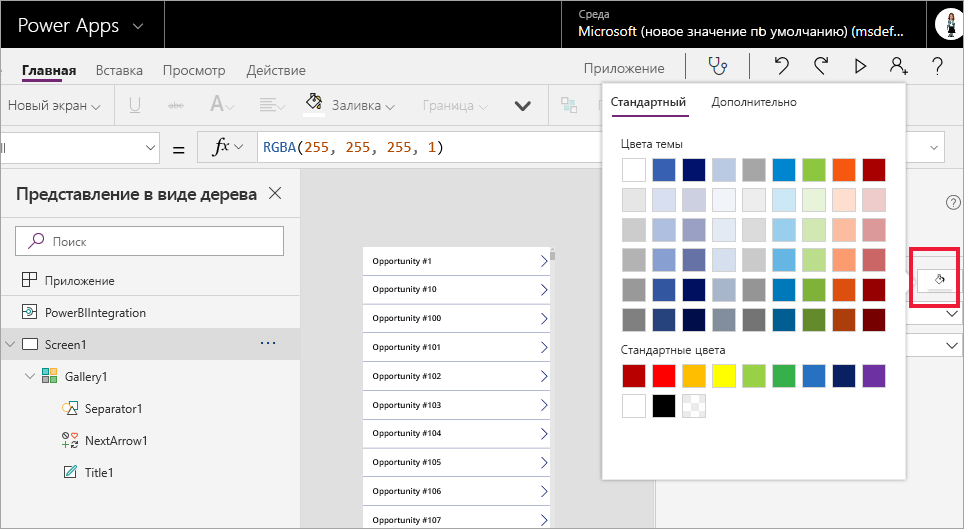 Power Apps
Среда
Microsoft (новое значение по умолчанию) (msdef...
Главная Вставка Просмотр Действие Приложение ?
Новый экран U abc A Заливка Граница
ll = fx RGBA(255, 255, 255, 1)
Стандартный Дополнительно
Цвета темы
Стандартные цвета
Представление в виде дерева
Поиск
Приложение
PowerBIIntegration
Screen1 ...
Gallery1
Separator1
NextArrow1
Title1
Opportunity #1
Opportunity #10
Opportunity #100
Opportunity #101
Opportunity #102
Opportunity #103
Opportunity #104
Opportunity #105
Opportunity #106
Opportunity #107
?